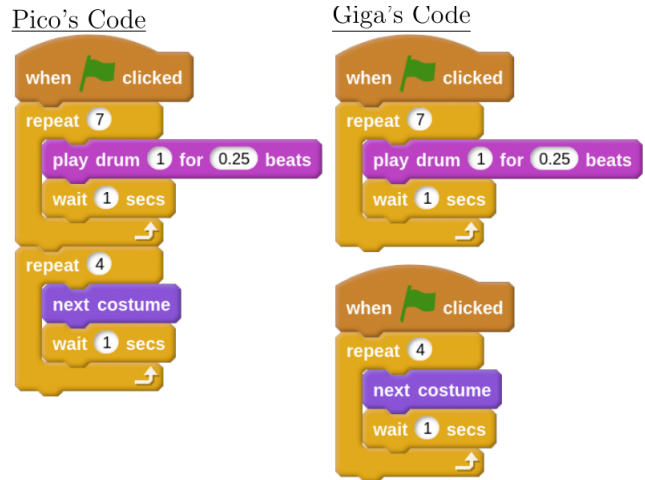 Pico's Code
when clicked
repeat 7
play drum 1 for 0.25 beats
wait 1 secs
repeat 4
next costume
wait 1 secs
Giga's Code
when clicked
repeat 7
play drum 1 for 0.25 beats
wait 1 secs
when clicked
repeat 4
next costume
wait 1 secs